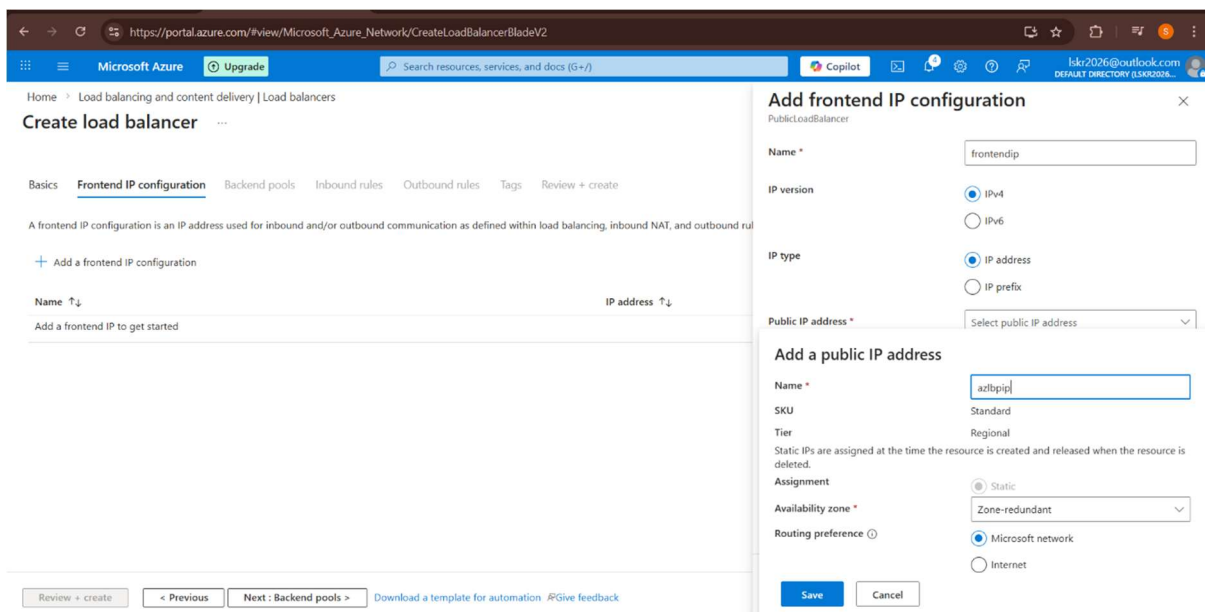 https://portal.azure.com/#view/Microsoft_Azure_Network/CreateLoadBalancerBladeV2
S
Microsoft Azure
Upgrade
Search resources, services, and docs (G+/)
Copilot
4
lskr2026@outlook.com
DEFAULT DIRECTORY (LSKR2026...
Home > Load balancing and content delivery | Load balancers
Create load balancer ...
Basics Frontend IP configuration Backend pools Inbound rules Outbound rules Tags Review + create
A frontend IP configuration is an IP address used for inbound and/or outbound communication as defined within load balancing, inbound NAT, and outbound rul
+ Add a frontend IP configuration
Name ↑↓ IP address ↑↓
Add a frontend IP to get started
Review + create
< Previous
Next : Backend pools >
Download a template for automation
Give feedback
Add frontend IP configuration
PublicLoadBalancer
Name * frontendip
IP version IPv4
IPv6
IP type IP address
IP prefix
Public IP address * Select public IP address
Add a public IP address
Name * azlbpip
SKU Standard
Tier Regional
Static IPs are assigned at the time the resource is created and released when the resource is
deleted.
Assignment Static
Availability zone * Zone-redundant
Routing preference Microsoft network
Internet
Save Cancel